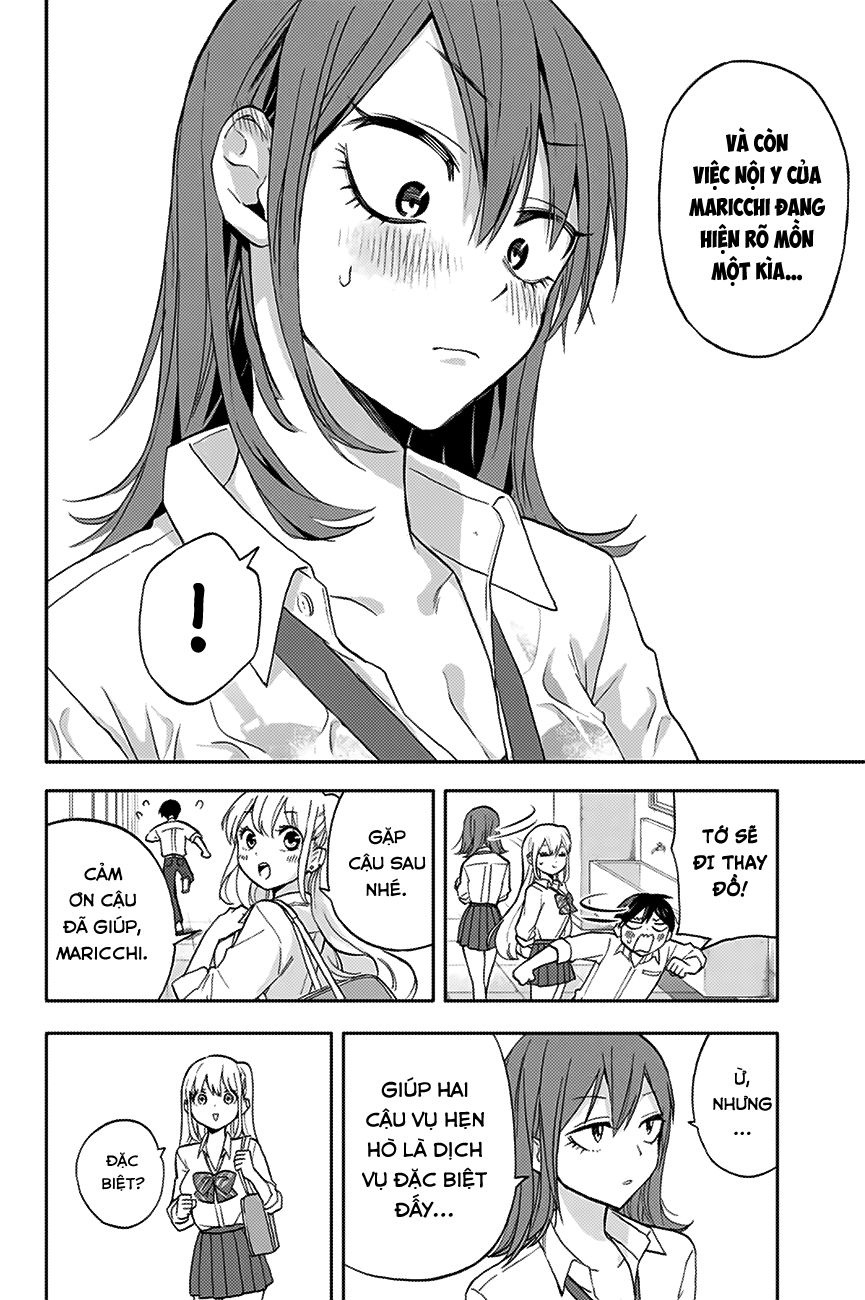 VÀ CÒN
VIỆC NỘI Y CỦA
MARICCHI ĐANG
HIỆN RÕ MỒN
MỘT KÌA...
!
TỚ SẼ
ĐI THAY
ĐỒ!
GẶP
CẬU SAU
NHÉ.
CẢM
ƠN CẬU
ĐÃ GIÚP,
MARICCHI.
Ừ,
NHƯNG
...
GIÚP HAI
CẬU VỤ HẸN
HÒ LÀ DỊCH
VỤ ĐẶC BIỆT
ĐẤY...
ĐẶC
BIỆT?